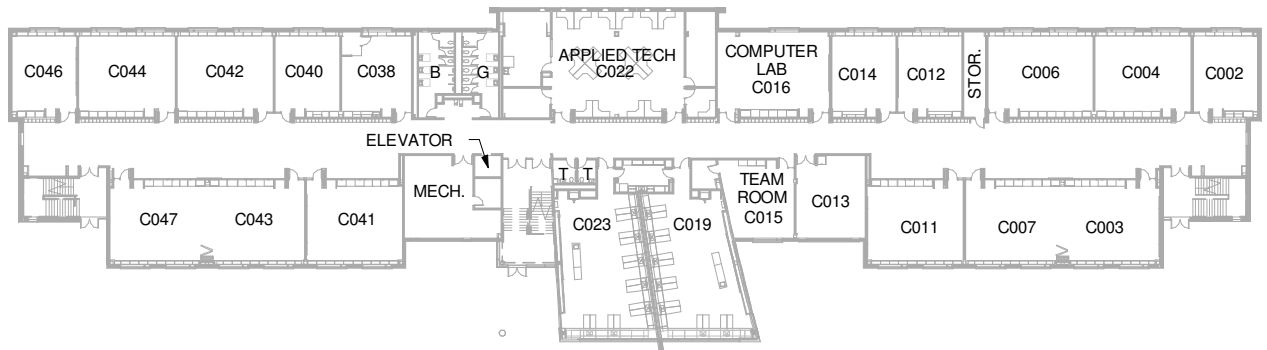 C046
C044
C042
C040
C038
B
G
APPLIED TECH
C022
COMPUTER
LAB
C016
C014
C012
STOR.
C006
C004
C002
ELEVATOR
MECH.
T
T
TEAM
ROOM
C015
C013
C047
C043
C041
C023
C019
C011
C007
C003